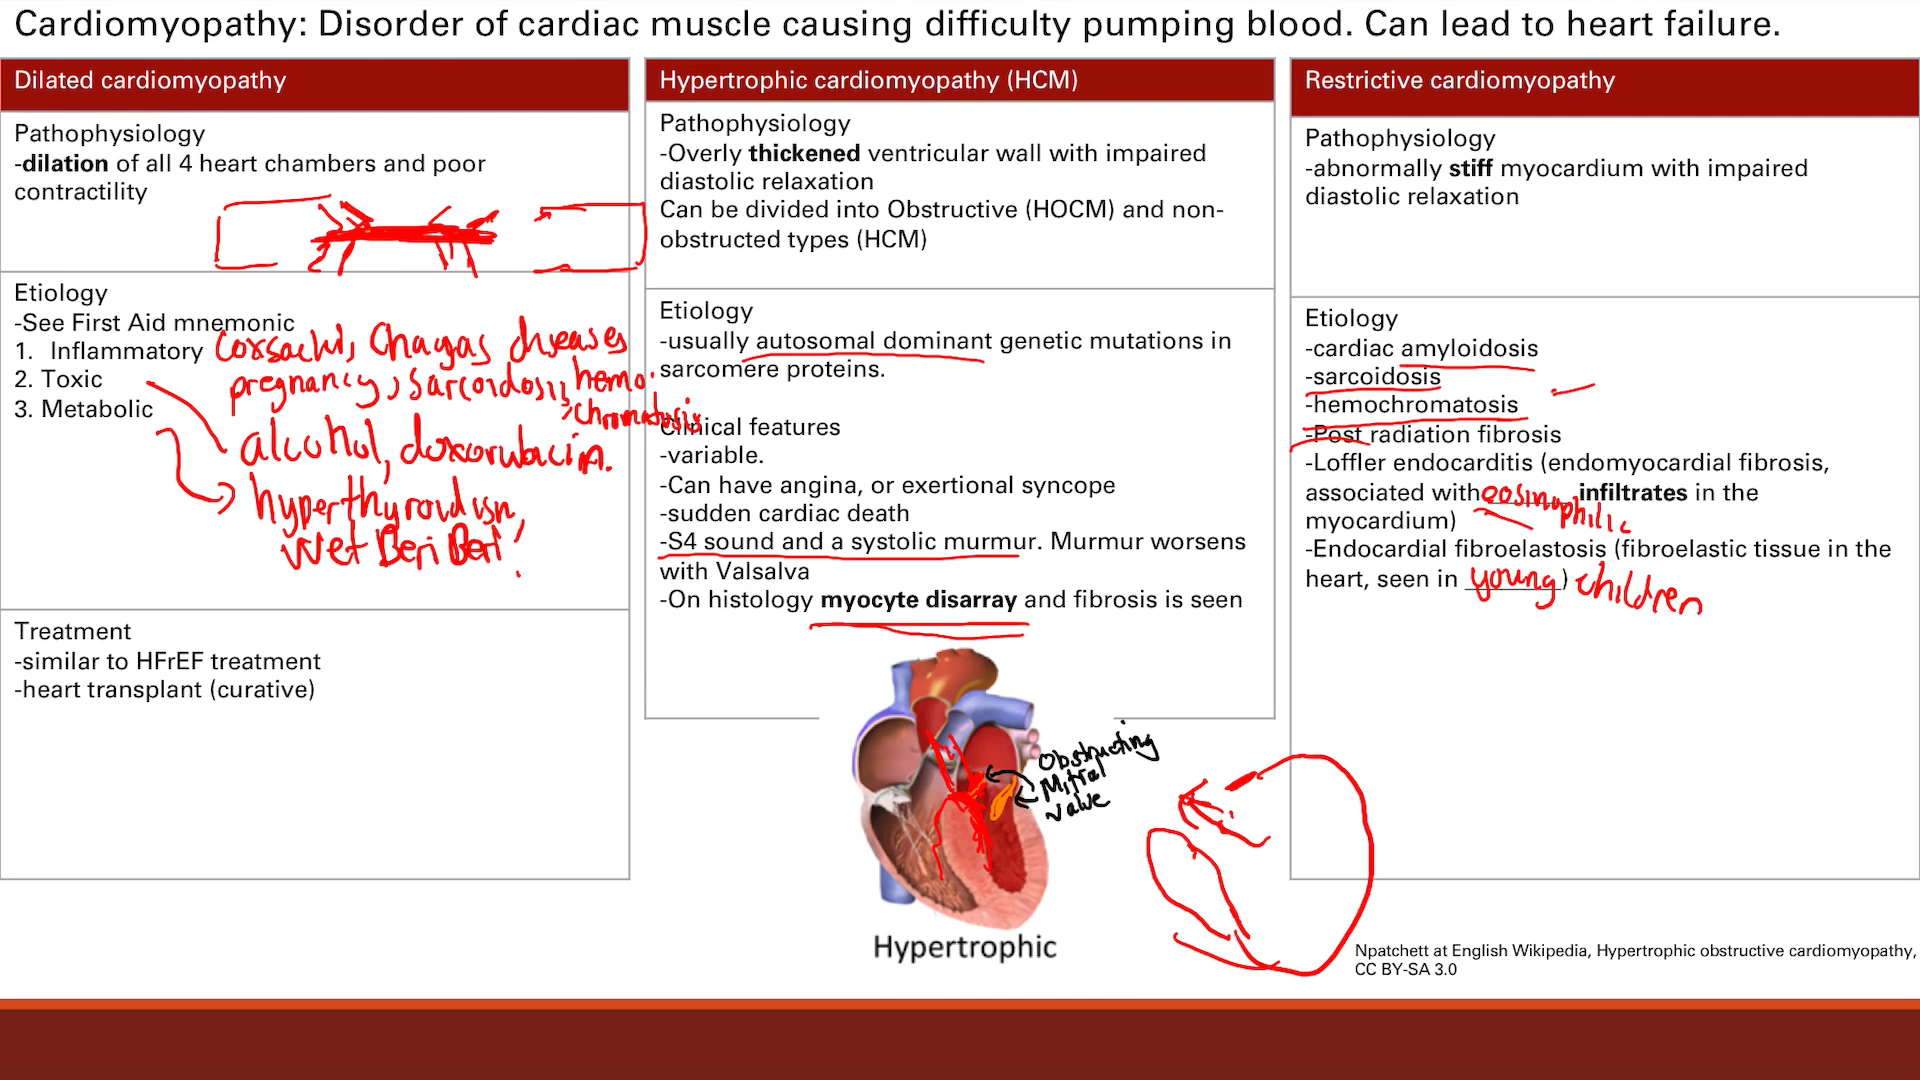 Cardiomyopathy: Disorder of cardiac muscle causing difficulty pumping blood. Can lead to heart failure.
Dilated cardiomyopathy
Pathophysiology
-dilation of all 4 heart chambers and poor
contractility
Etiology
-See First Aid mnemonic
1. Inflammatory
2. Toxic
3. Metabolic
Coxsackie, Chagas diseases
pregnancy, sarcoidosis, hemo
chromatosis
alcohol, doxorubacin.
hyperthyroidism,
wet Beri Beri
Treatment
-similar to HFrEF treatment
-heart transplant (curative)
Hypertrophic cardiomyopathy (HCM)
Pathophysiology
-Overly thickened ventricular wall with impaired
diastolic relaxation
Can be divided into Obstructive (HOCM) and non-
obstructed types (HCM)
Etiology
-usually autosomal dominant genetic mutations in
sarcomere proteins.
Clinical features
-variable.
-Can have angina, or exertional syncope
-sudden cardiac death
-S4 sound and a systolic murmur. Murmur worsens
with Valsalva
-On histology myocyte disarray and fibrosis is seen
Obstructing
Mitral
valve
Hypertrophic
Restrictive cardiomyopathy
Pathophysiology
-abnormally stiff myocardium with impaired
diastolic relaxation
Etiology
-cardiac amyloidosis
-sarcoidosis
-hemochromatosis
-Post radiation fibrosis
-Loffler endocarditis (endomyocardial fibrosis,
associated with eosinophilic infiltrates in the
myocardium)
-Endocardial fibroelastosis (fibroelastic tissue in the
heart, seen in young) children
Npatchett at English Wikipedia, Hypertrophic obstructive cardiomyopathy,
CC BY-SA 3.0